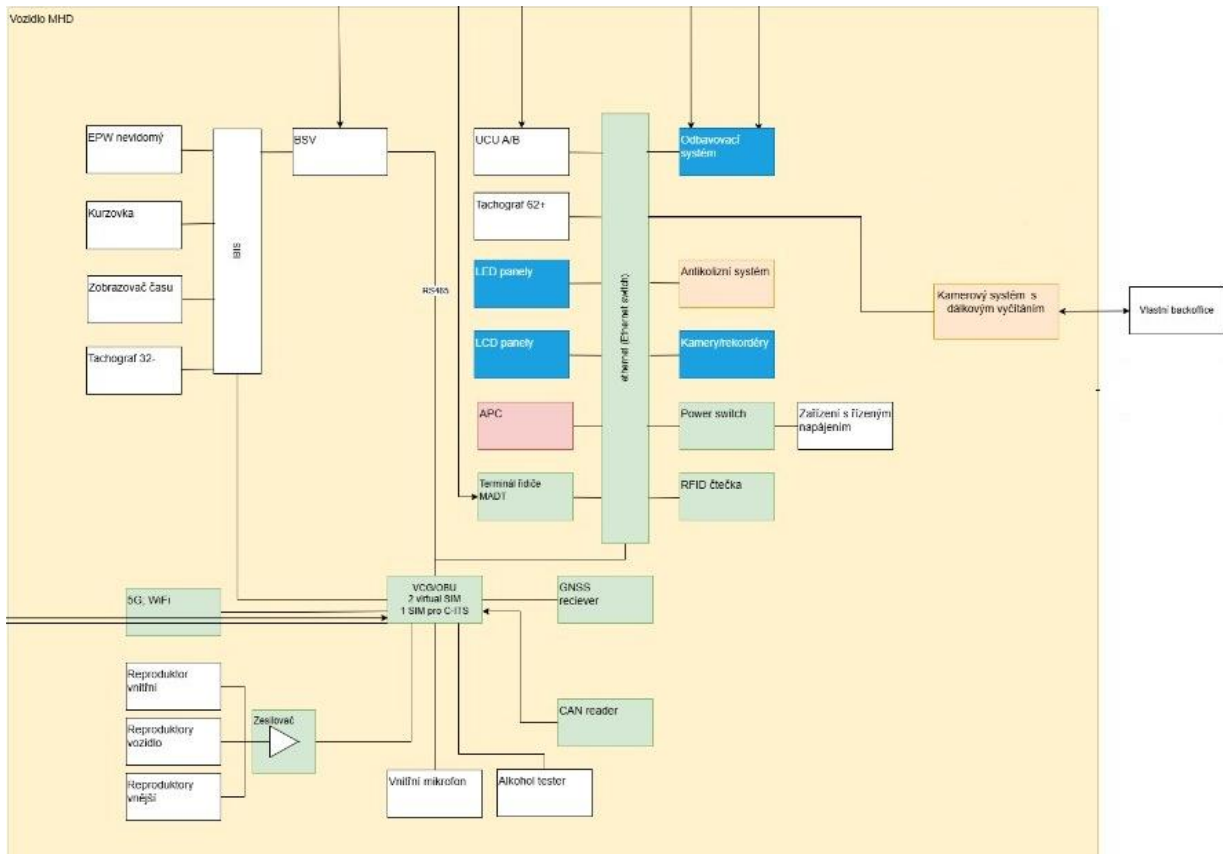 Vozidlo MHD
EPW nevidomý
Kurzovka
Zobrazovač času
Tachograf 32-
BIS
BSV
RS485
UCU A/B
Tachograf 62+
LED panely
LCD panely
APC
Terminál řidiče
MADT
ethernet (Ethernet switch)
Odbavovací
systém
Antikolizní systém
Kamery/rekordéry
Power switch
RFID čtečka
Zařízení s řízeným
napájením
Kamerový systém s
dálkovým vyčítáním
Vlastní backoffice
VCG/OBU
2 virtual SIM
1 SIM pro C-ITS
5G; WiFi
GNSS
reciever
CAN reader
Reproduktor
vnitřní
Reproduktory
vozidlo
Reproduktory
vnější
Zesilovač
Vnitřní mikrofon
Alkohol tester